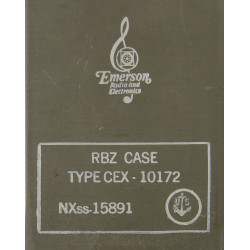 Emerson
Radio and
Electronics
RBZ CASE
TYPE CEX - 10172
NXss-15891